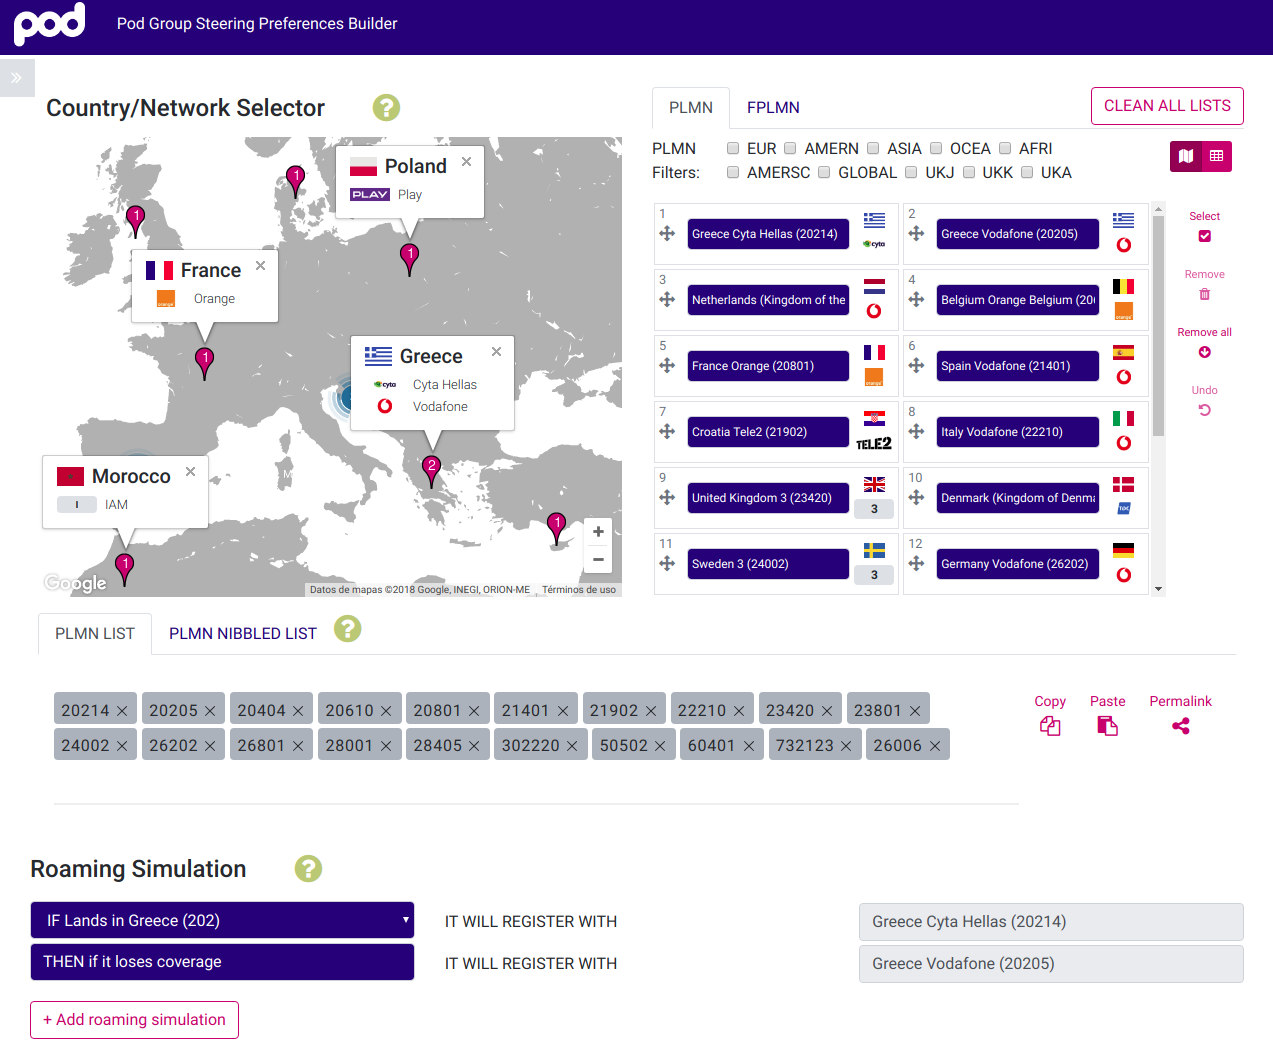 pod
Pod Group Steering Preferences Builder
»
Country/Network Selector
?
PLMN
FPLMN
CLEAN ALL LISTS
PLMN
Filters:
EUR
AMERN
ASIA
OCEA
AFRI
AMERSC
GLOBAL
UKJ
UKK
UKA
Poland
PLAY
Play
France
orange
Orange
Greece
cyta
Cyta Hellas
Vodafone
Morocco
I
IAM
1
1
1
1
2
1
1
M
+
−
Google
Datos de mapas ©2018 Google, INEGI, ORION-ME
Términos de uso
1
Greece Cyta Hellas (20214)
cyta
2
Greece Vodafone (20205)
3
Netherlands (Kingdom of the
4
Belgium Orange Belgium (20
orange
5
France Orange (20801)
orange
6
Spain Vodafone (21401)
7
Croatia Tele2 (21902)
TELE2
8
Italy Vodafone (22210)
9
United Kingdom 3 (23420)
3
10
Denmark (Kingdom of Denma
TDC
11
Sweden 3 (24002)
3
12
Germany Vodafone (26202)
Select
Remove
Remove all
Undo
PLMN LIST
PLMN NIBBLED LIST
?
20214 × 20205 × 20404 × 20610 × 20801 × 21401 × 21902 × 22210 × 23420 × 23801 ×
24002 × 26202 × 26801 × 28001 × 28405 × 302220 × 50502 × 60401 × 732123 × 26006 ×
Copy
Paste
Permalink
Roaming Simulation
?
IF Lands in Greece (202)
IT WILL REGISTER WITH
Greece Cyta Hellas (20214)
THEN if it loses coverage
IT WILL REGISTER WITH
Greece Vodafone (20205)
+ Add roaming simulation